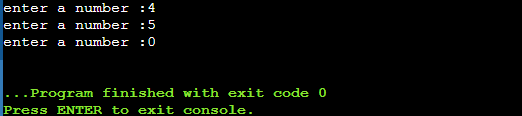 enter a number :4
enter a number :5
enter a number :0
...Program finished with exit code 0
Press ENTER to exit console.